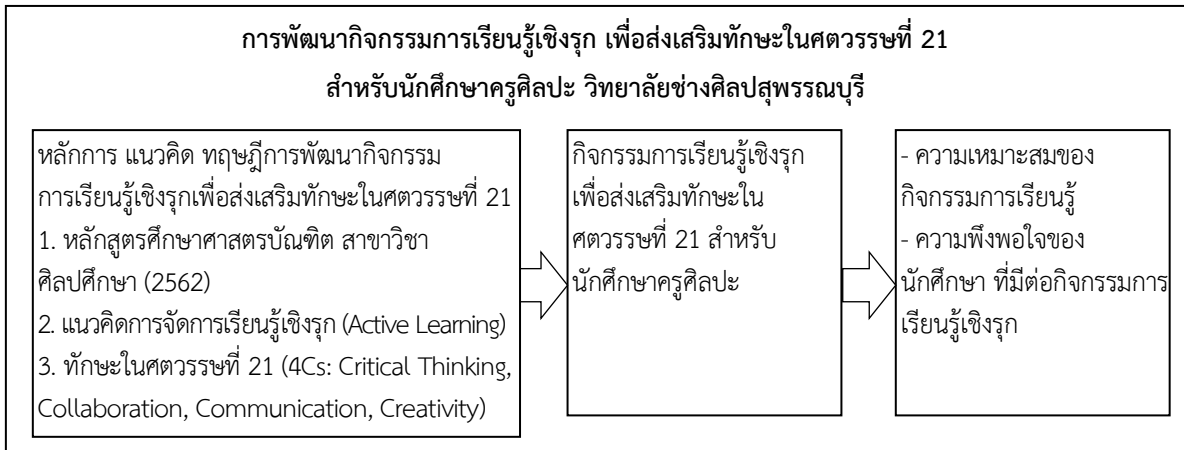 การพัฒนากิจกรรมการเรียนรู้เชิงรุก เพื่อส่งเสริมทักษะในศตวรรษที่ 21
สำหรับนักศึกษาครูศิลปะ วิทยาลัยช่างศิลปสุพรรณบุรี
หลักการ แนวคิด ทฤษฎีการพัฒนากิจกรรม
การเรียนรู้เชิงรุกเพื่อส่งเสริมทักษะในศตวรรษที่ 21
1. หลักสูตรศึกษาศาสตรบัณฑิต สาขาวิชา
ศิลปศึกษา (2562)
2. แนวคิดการจัดการเรียนรู้เชิงรุก (Active Learning)
3. ทักษะในศตวรรษที่ 21 (4Cs: Critical Thinking,
Collaboration, Communication, Creativity)
กิจกรรมการเรียนรู้เชิงรุก
เพื่อส่งเสริมทักษะใน
ศตวรรษที่ 21 สำหรับ
นักศึกษาครูศิลปะ
- ความเหมาะสมของ
กิจกรรมการเรียนรู้
- ความพึงพอใจของ
นักศึกษา ที่มีต่อกิจกรรมการ
เรียนรู้เชิงรุก